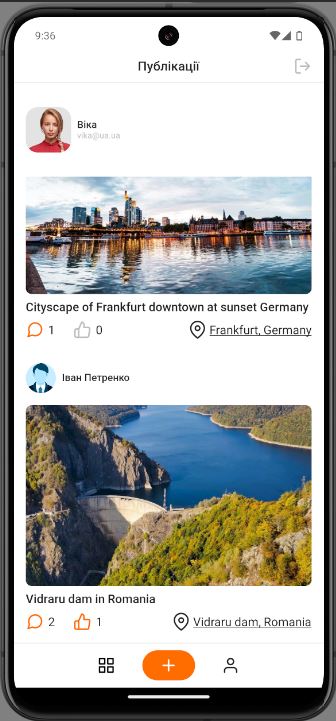 9:36
Публікації
Віка
vika@ua.ua
Cityscape of Frankfurt downtown at sunset Germany
1 0 Frankfurt, Germany
Іван Петренко
Vidraru dam in Romania
2 1 Vidraru dam, Romania